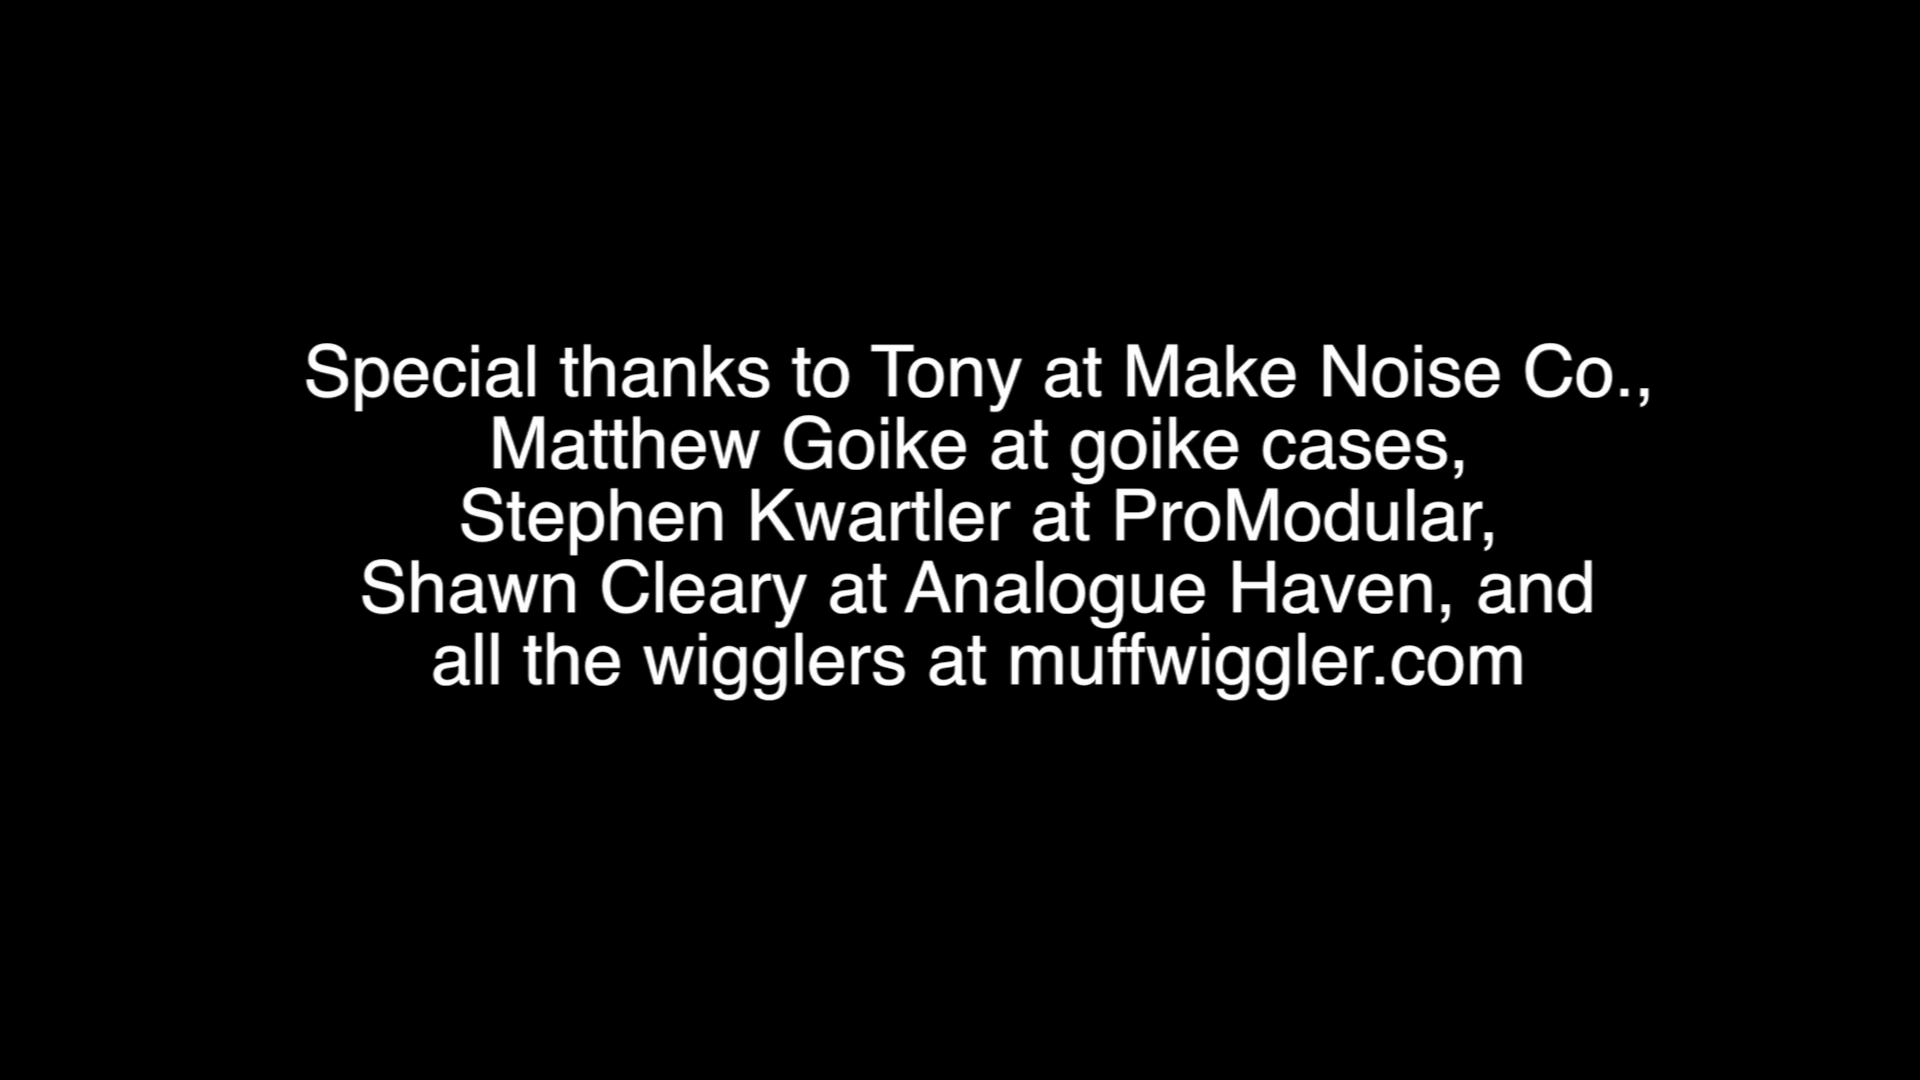 Special thanks to Tony at Make Noise Co.,
Matthew Goike at goike cases,
Stephen Kwartler at ProModular,
Shawn Cleary at Analogue Haven, and
all the wigglers at muffwiggler.com